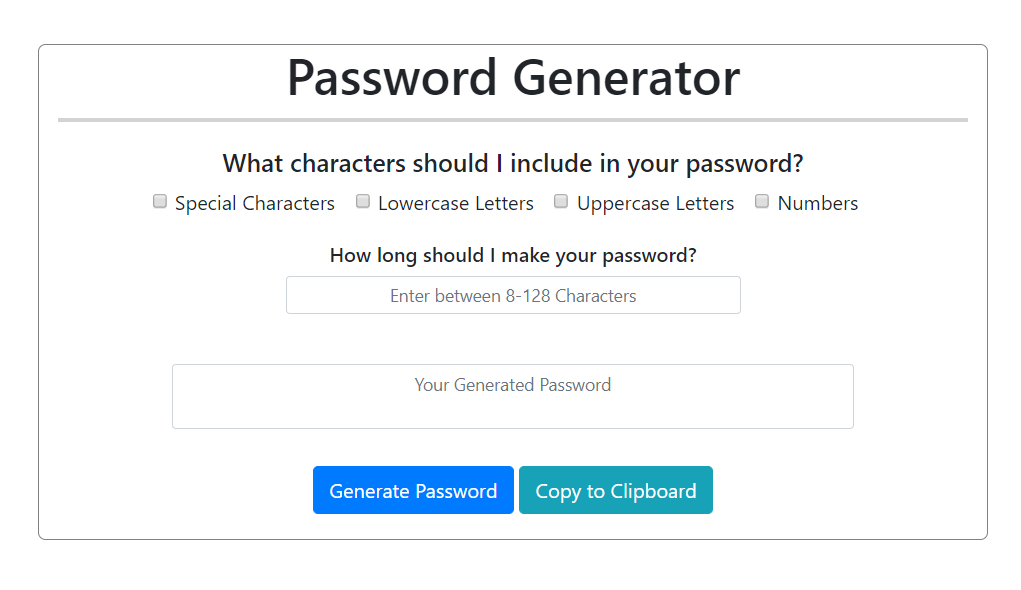 Password Generator
What characters should I include in your password?
Special Characters Lowercase Letters Uppercase Letters Numbers
How long should I make your password?
Enter between 8-128 Characters
Your Generated Password
Generate Password Copy to Clipboard